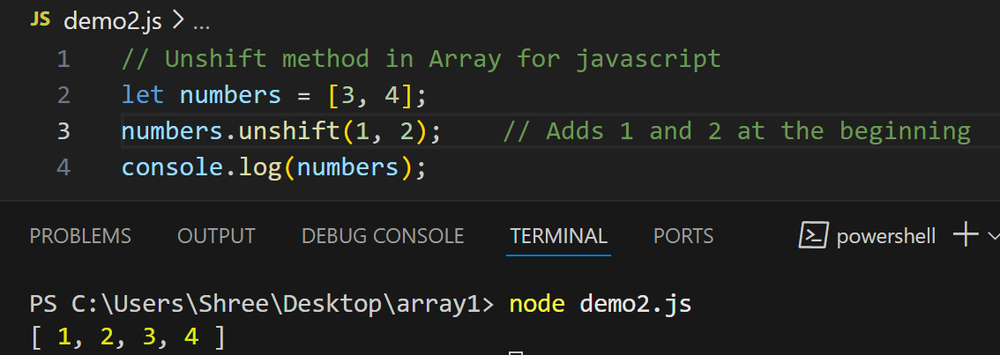 JS demo2.js > ...
1 // Unshift method in Array for javascript
2 let numbers = [3, 4];
3 numbers.unshift(1, 2);    // Adds 1 and 2 at the beginning
4 console.log(numbers);
PROBLEMS OUTPUT DEBUG CONSOLE TERMINAL PORTS powershell
PS C:\Users\Shree\Desktop\array1> node demo2.js
[ 1, 2, 3, 4 ]